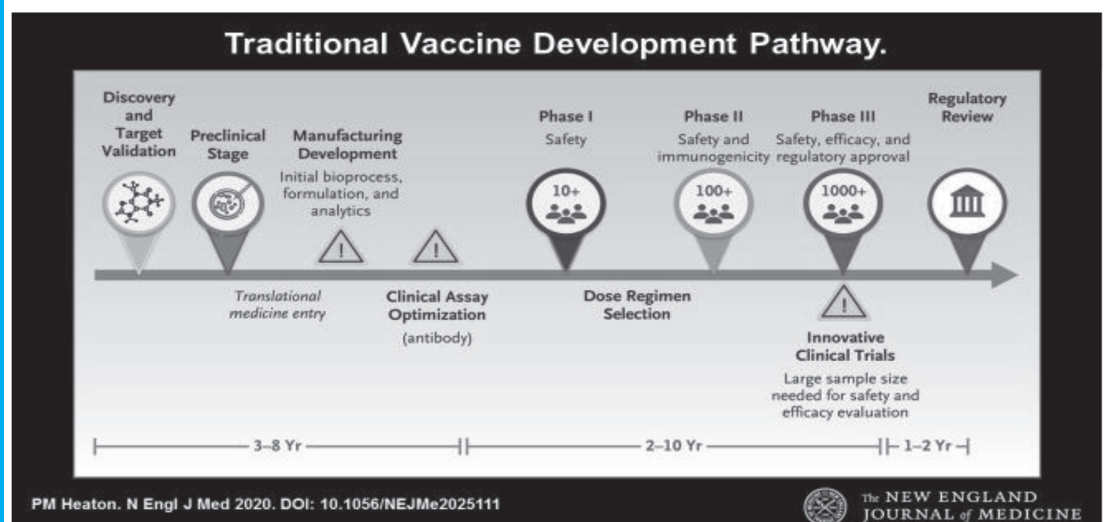 Traditional Vaccine Development Pathway.
Discovery
and
Target
Validation
Preclinical
Stage
Manufacturing
Development
Initial bioprocess,
formulation, and
analytics
Phase I
Safety
10+
Phase II
Safety and
immunogenicity
100+
Phase III
Safety, efficacy, and
regulatory approval
1000+
Regulatory
Review
!
!
Translational
medicine entry
Clinical Assay
Optimization
(antibody)
Dose Regimen
Selection
!
Innovative
Clinical Trials
Large sample size
needed for safety and
efficacy evaluation
3–8 Yr
2–10 Yr
1–2 Yr
PM Heaton. N Engl J Med 2020. DOI: 10.1056/NEJMe2025111
The NEW ENGLAND
JOURNAL of MEDICINE